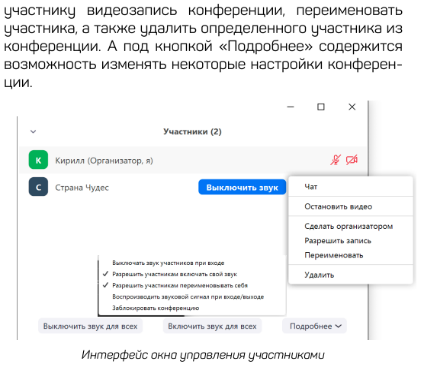 участнику видеозапись конференции, переименовать
участника, а также удалить определенного участника из
конференции. А под кнопкой «Подробнее» содержится
возможность изменять некоторые настройки конферен-
ции.
Участники (2)
К Кирилл (Организатор, я)
С Страна Чудес Выключить звук
Чат
Остановить видео
Сделать организатором
Разрешить запись
Переименовать
Удалить
Выключать звук участников при входе
✓ Разрешить участникам включать свой звук
✓ Разрешить участникам переименовывать себя
Воспроизводить звуковой сигнал при входе/выходе
Заблокировать конференцию
Выключить звук для всех Включить звук для всех Подробнее
Интерфейс окна управления участниками